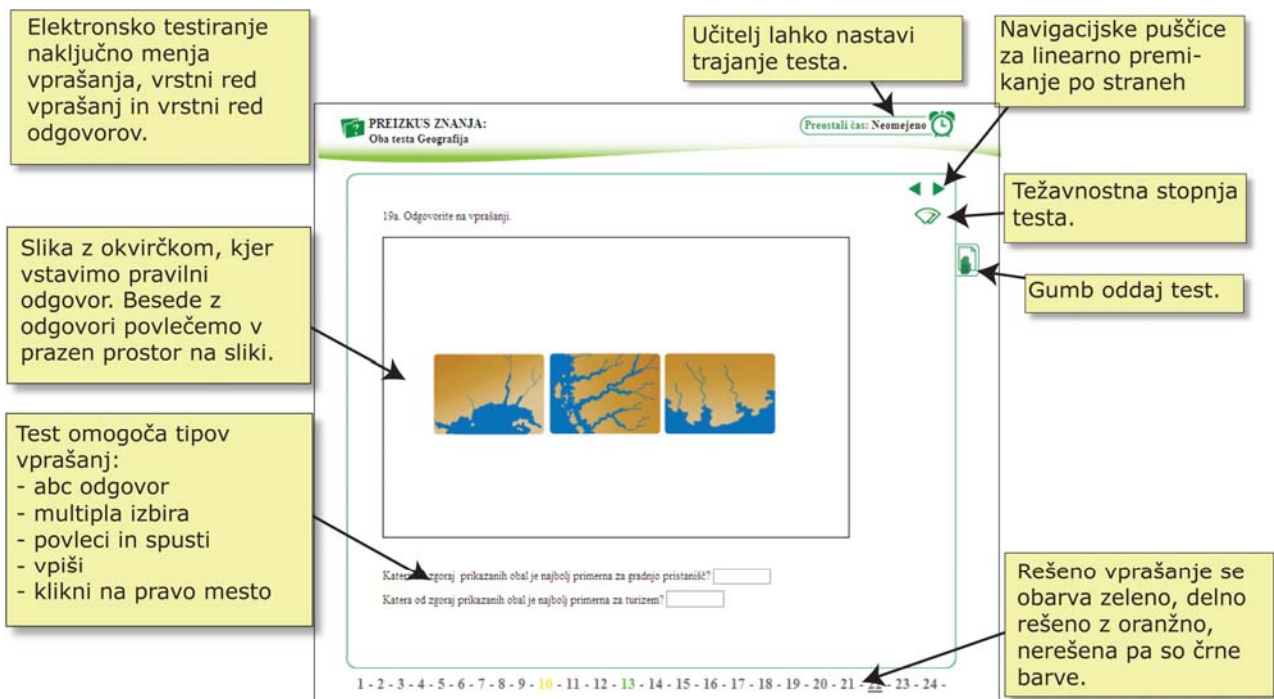 Elektronsko testiranje
naključno menja
vprašanja, vrstni red
vprašanj in vrstni red
odgovorov.
Učitelj lahko nastavi
trajanje testa.
Navigacijske puščice
za linearno premi-
kanje po straneh
PREIZKUS ZNANJA:
Oba testa Geografija
Preostali čas: Neomejeno
Težavnostna stopnja
testa.
19a. Odgovorite na vprašanji.
Slika z okvirčkom, kjer
vstavimo pravilni
odgovor. Besede z
odgovori povlečemo v
prazen prostor na sliki.
Gumb oddaj test.
Test omogoča tipov
vprašanj:
- abc odgovor
- multipla izbira
- povleci in spusti
- vpiši
- klikni na pravo mesto
Katera zgoraj prikazanih obal je najbolj primerna za gradnjo pristanišč?
Katera od zgoraj prikazanih obal je najbolj primerna za turizem?
Rešeno vprašanje se
obarva zeleno, delno
rešeno z oranžno,
nerešena pa so črne
barve.
1 - 2 - 3 - 4 - 5 - 6 - 7 - 8 - 9 - 10 - 11 - 12 - 13 - 14 - 15 - 16 - 17 - 18 - 19 - 20 - 21 - 22 - 23 - 24 -